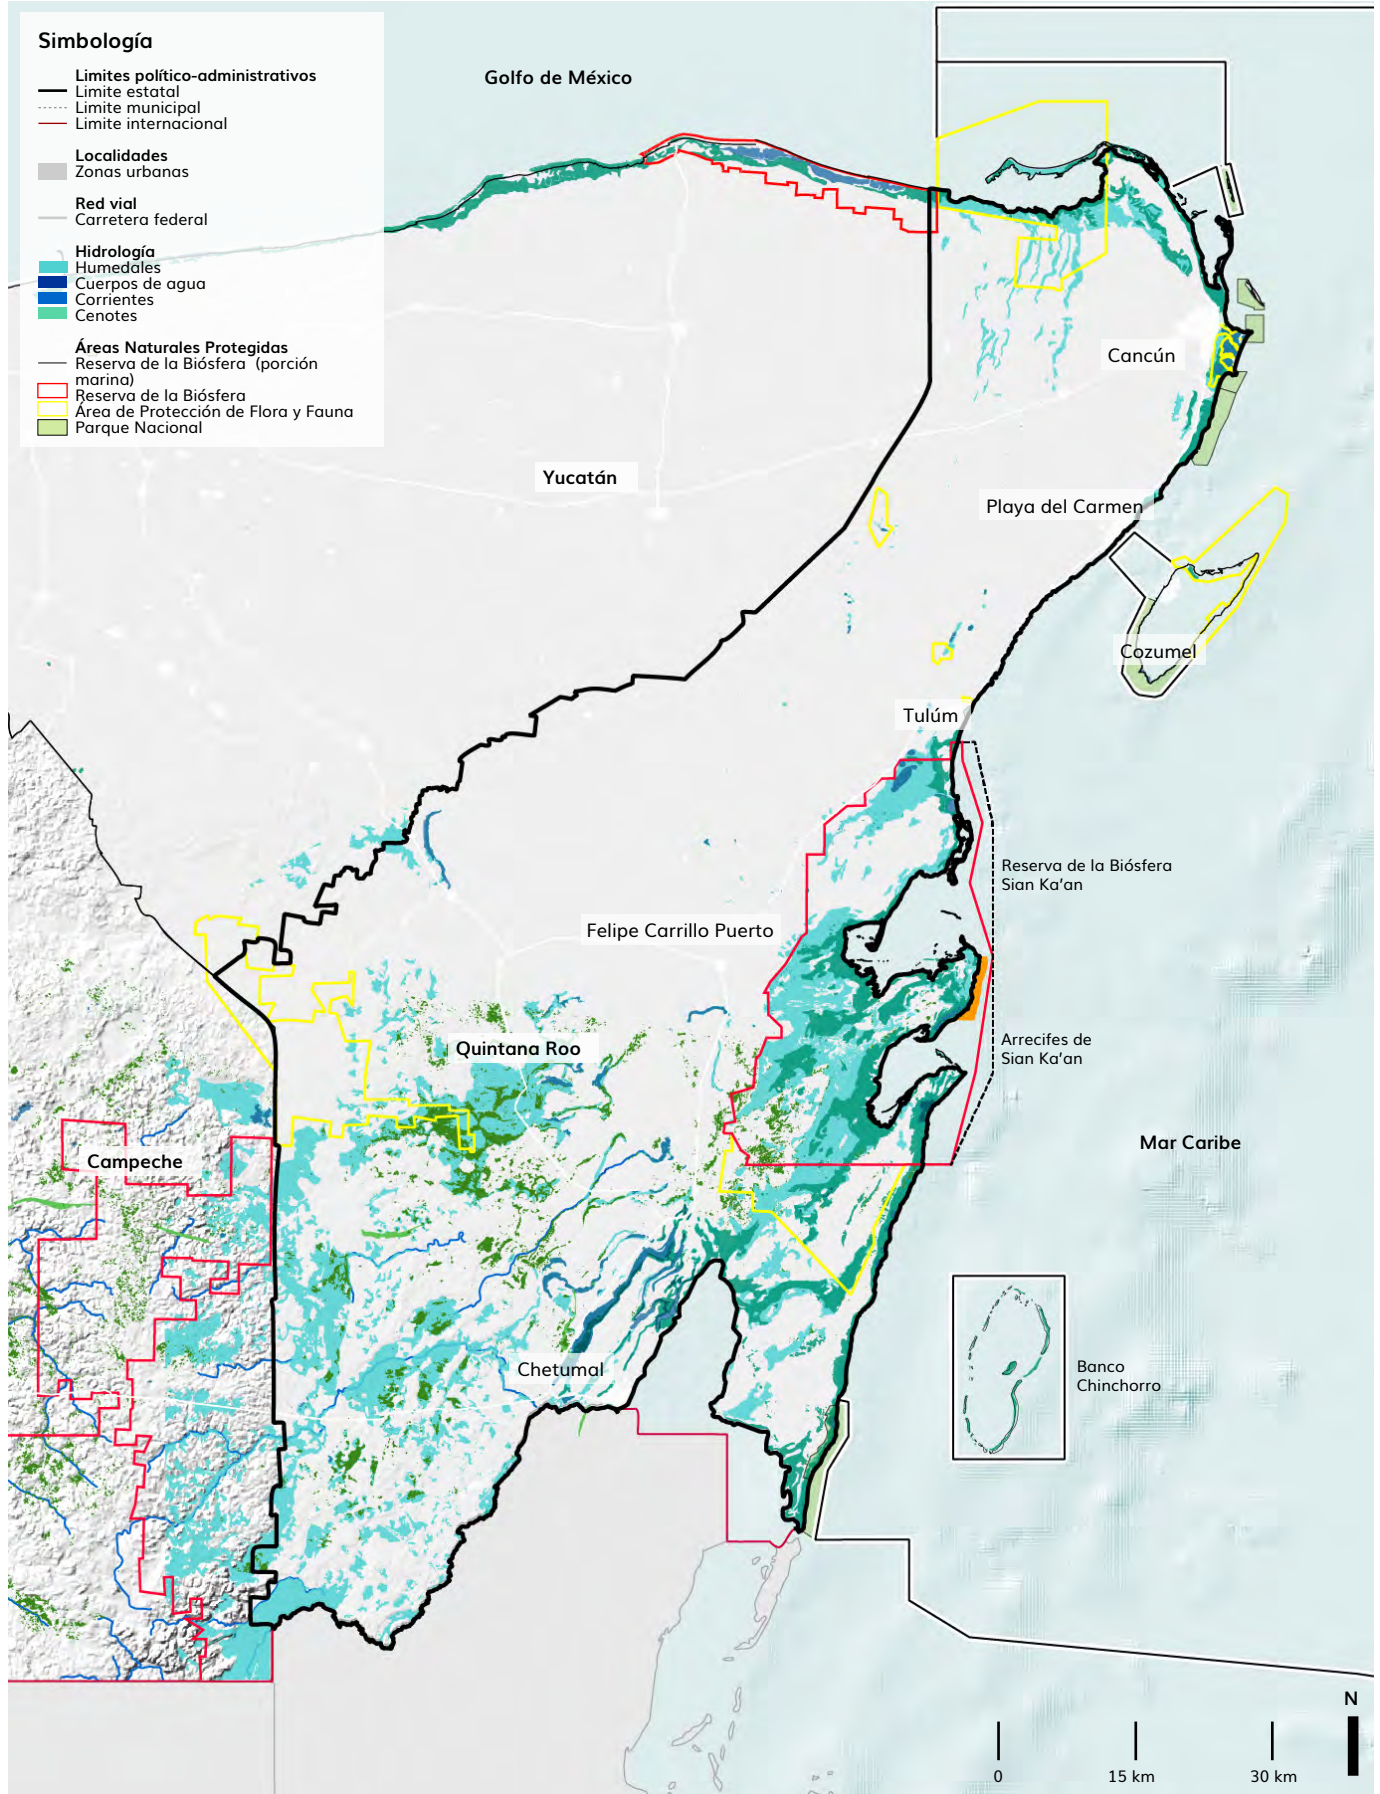 Simbología
Limites político-administrativos
Limite estatal
Limite municipal
Limite internacional
Localidades
Zonas urbanas
Red vial
Carretera federal
Hidrología
Humedales
Cuerpos de agua
Corrientes
Cenotes
Áreas Naturales Protegidas
Reserva de la Biósfera (porción
marina)
Reserva de la Biósfera
Área de Protección de Flora y Fauna
Parque Nacional
Golfo de México
Cancún
Yucatán
Playa del Carmen
Cozumel
Tulúm
Reserva de la Biósfera
Sian Ka'an
Felipe Carrillo Puerto
Arrecifes de
Sian Ka'an
Quintana Roo
Mar Caribe
Campeche
Banco
Chinchorro
Chetumal
N
0
15 km
30 km